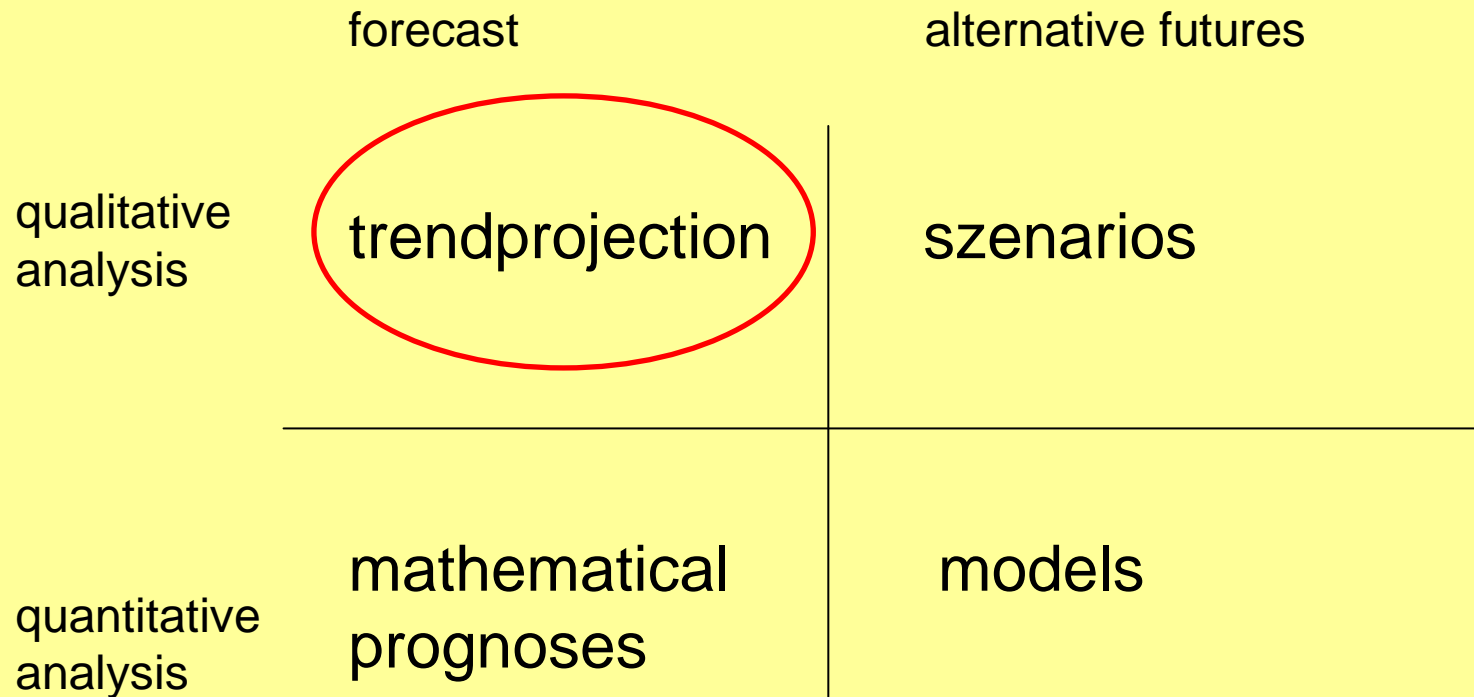 forecast alternative futures
qualitative
analysis
trendprojection szenarios
mathematical
prognoses
models
quantitative
analysis